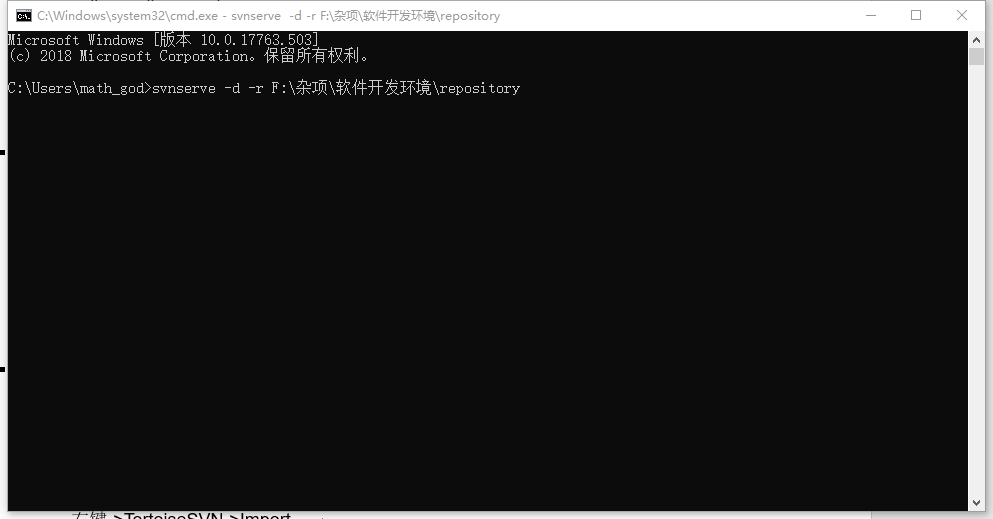 C:\Windows\system32\cmd.exe - svnserve -d -r F:\杂项\软件开发环境\repository
Microsoft Windows [版本 10.0.17763.503]
(c) 2018 Microsoft Corporation。保留所有权利。
C:\Users\math_god>svnserve -d -r F:\杂项\软件开发环境\repository
右键->TortoiseSVN->Import